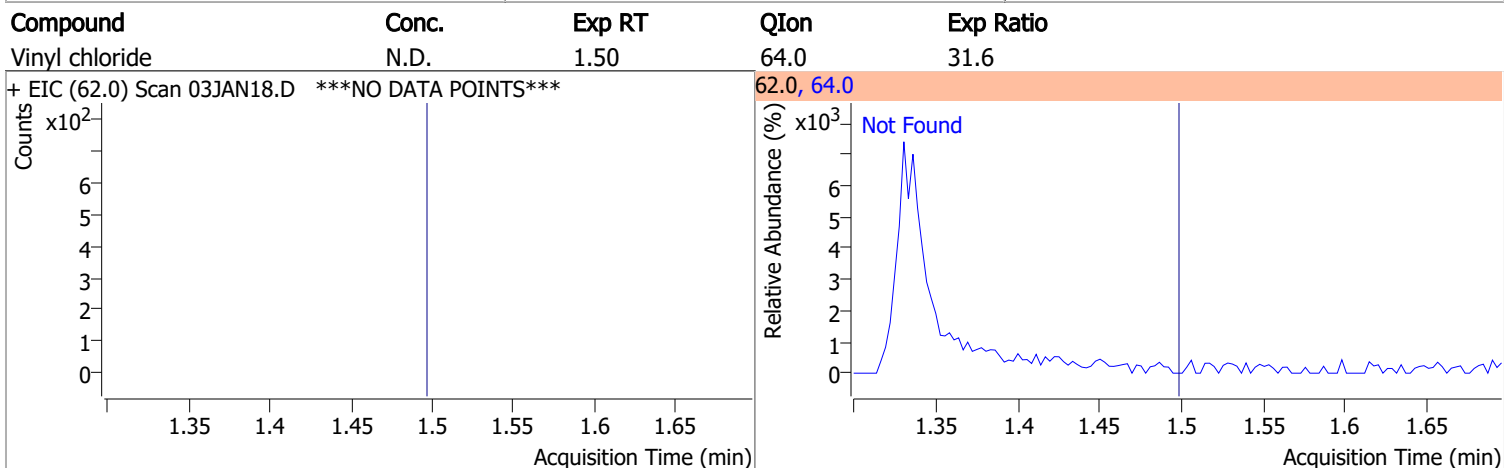 Compound Conc. Exp RT QIon Exp Ratio
Vinyl chloride N.D. 1.50 64.0 31.6
+ EIC (62.0) Scan 03JAN18.D ***NO DATA POINTS***
Counts
x102
6
5
4
3
2
1
0
1.35 1.4 1.45 1.5 1.55 1.6 1.65
Acquisition Time (min)
62.0, 64.0
Relative Abundance (%)
x103
Not Found
6
5
4
3
2
1
0
1.35 1.4 1.45 1.5 1.55 1.6 1.65
Acquisition Time (min)